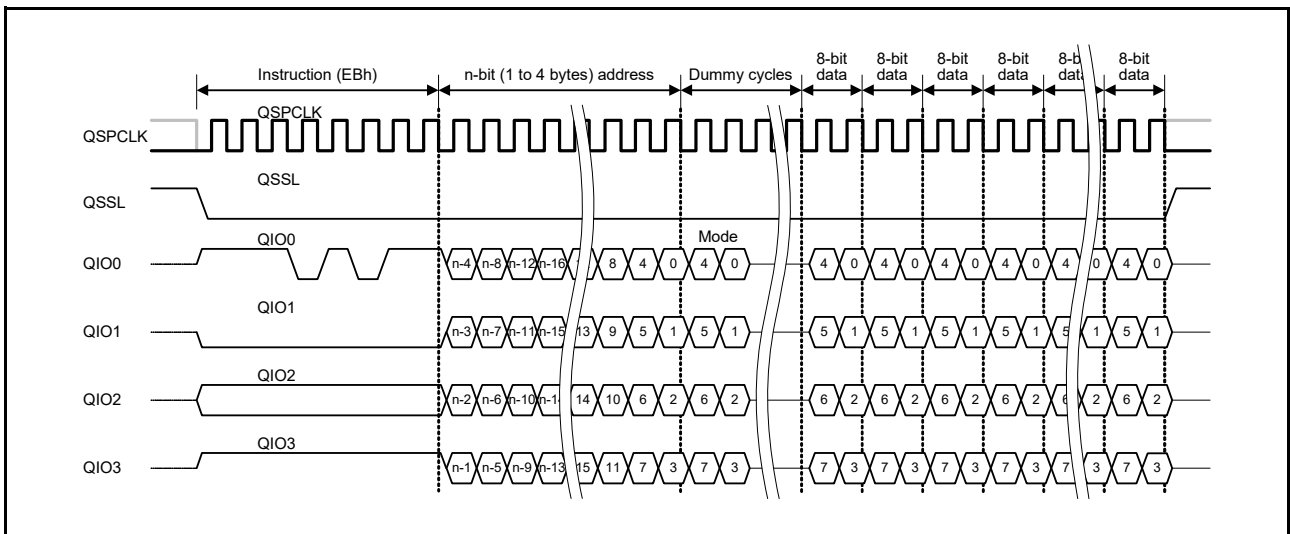 Instruction (EBh) n-bit (1 to 4 bytes) address Dummy cycles 8-bit data 8-bit data 8-bit data 8-bit data 8-bit data 8-bit data
QSPCLK
QSPCLK
QSSL
QSSL
QIO0 Mode
QIO0 n-4 n-8 n-12 n-16 8 4 0 4 0 4 0 4 0 4 0 4 0 4 0 4 0
QIO1
QIO1 n-3 n-7 n-11 n-15 13 9 5 1 5 1 5 1 5 1 5 1 5 1 5 1 5 1
QIO2
QIO2 n-2 n-6 n-10 n-14 14 10 6 2 6 2 6 2 6 2 6 2 6 2 6 2 6 2
QIO3
QIO3 n-1 n-5 n-9 n-13 15 11 7 3 7 3 7 3 7 3 7 3 7 3 7 3 7 3